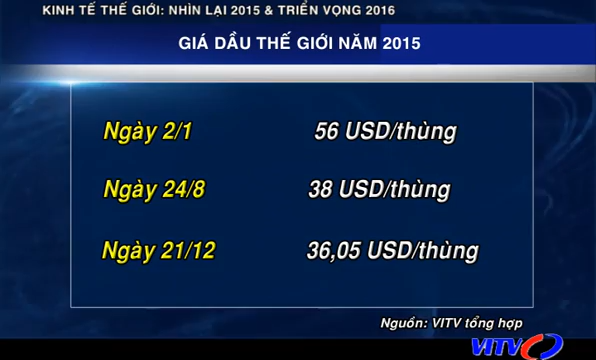 KINH TẾ THẾ GIỚI: NHÌN LẠI 2015 & TRIỂN VỌNG 2016
GIÁ DẦU THẾ GIỚI NĂM 2015
Ngày 2/1 56 USD/thùng
Ngày 24/8 38 USD/thùng
Ngày 21/12 36,05 USD/thùng
Nguồn: VITV tổng hợp
VITV